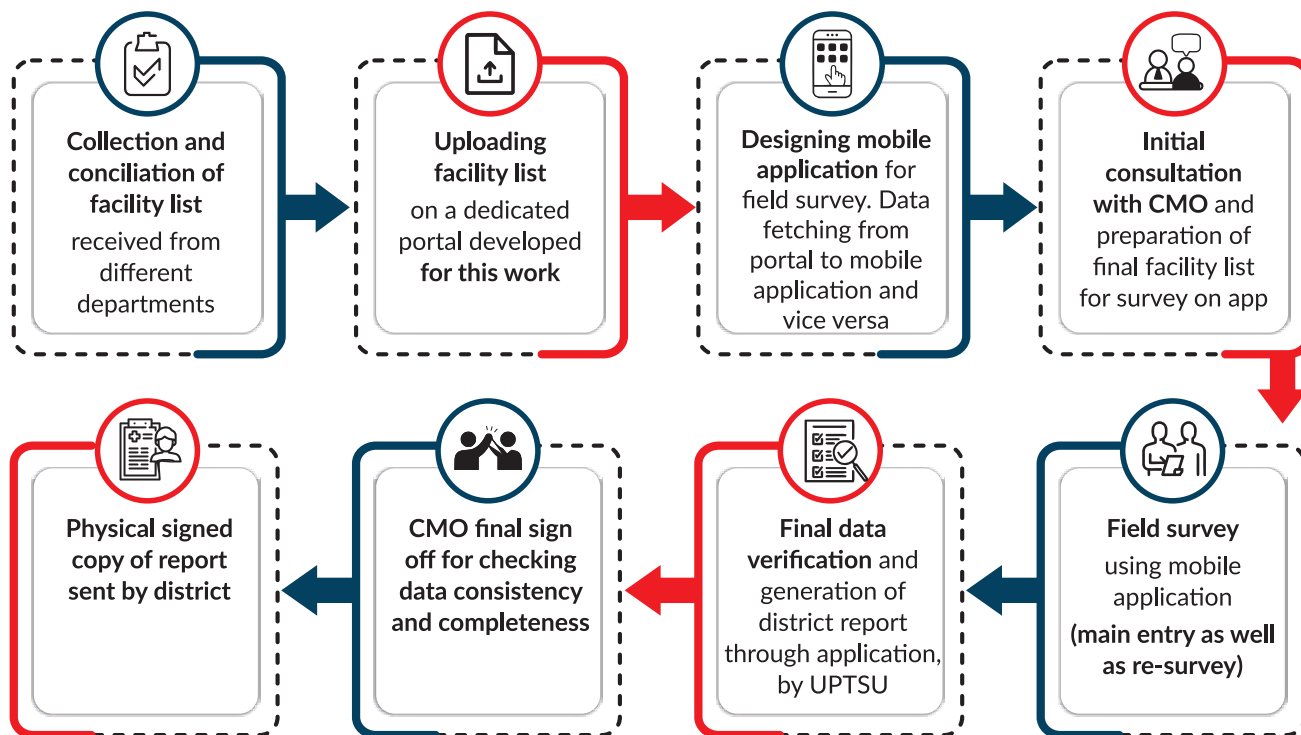 Collection and
conciliation of
facility list
received from
different
departments
Uploading
facility list
on a dedicated
portal developed
for this work
Designing mobile
application for
field survey. Data
fetching from
portal to mobile
application and
vice versa
Initial
consultation
with CMO and
preparation of
final facility list
for survey on app
Field survey
using mobile
application
(main entry as well
as re-survey)
Final data
verification and
generation of
district report
through application,
by UPTSU
CMO final sign
off for checking
data consistency
and completeness
Physical signed
copy of report
sent by district